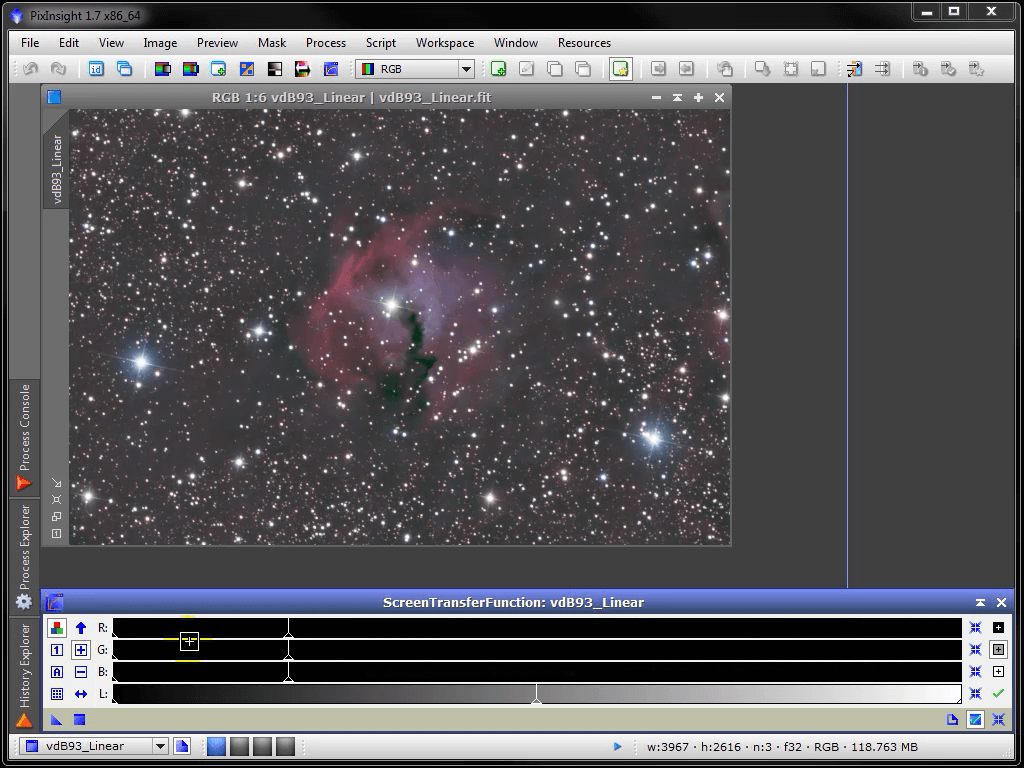 PixInsight 1.7 x86_64
File Edit View Image Preview Mask Process Script Workspace Window Resources
id RGB
RGB 1:6 vdB93_Linear | vdB93_Linear.fit
vdB93_Linear
Process Console
Process Explorer
History Explorer
ScreenTransferFunction: vdB93_Linear
R:
1 G:
A B:
L:
vdB93_Linear w:3967 · h:2616 · n:3 · f32 · RGB · 118.763 MB